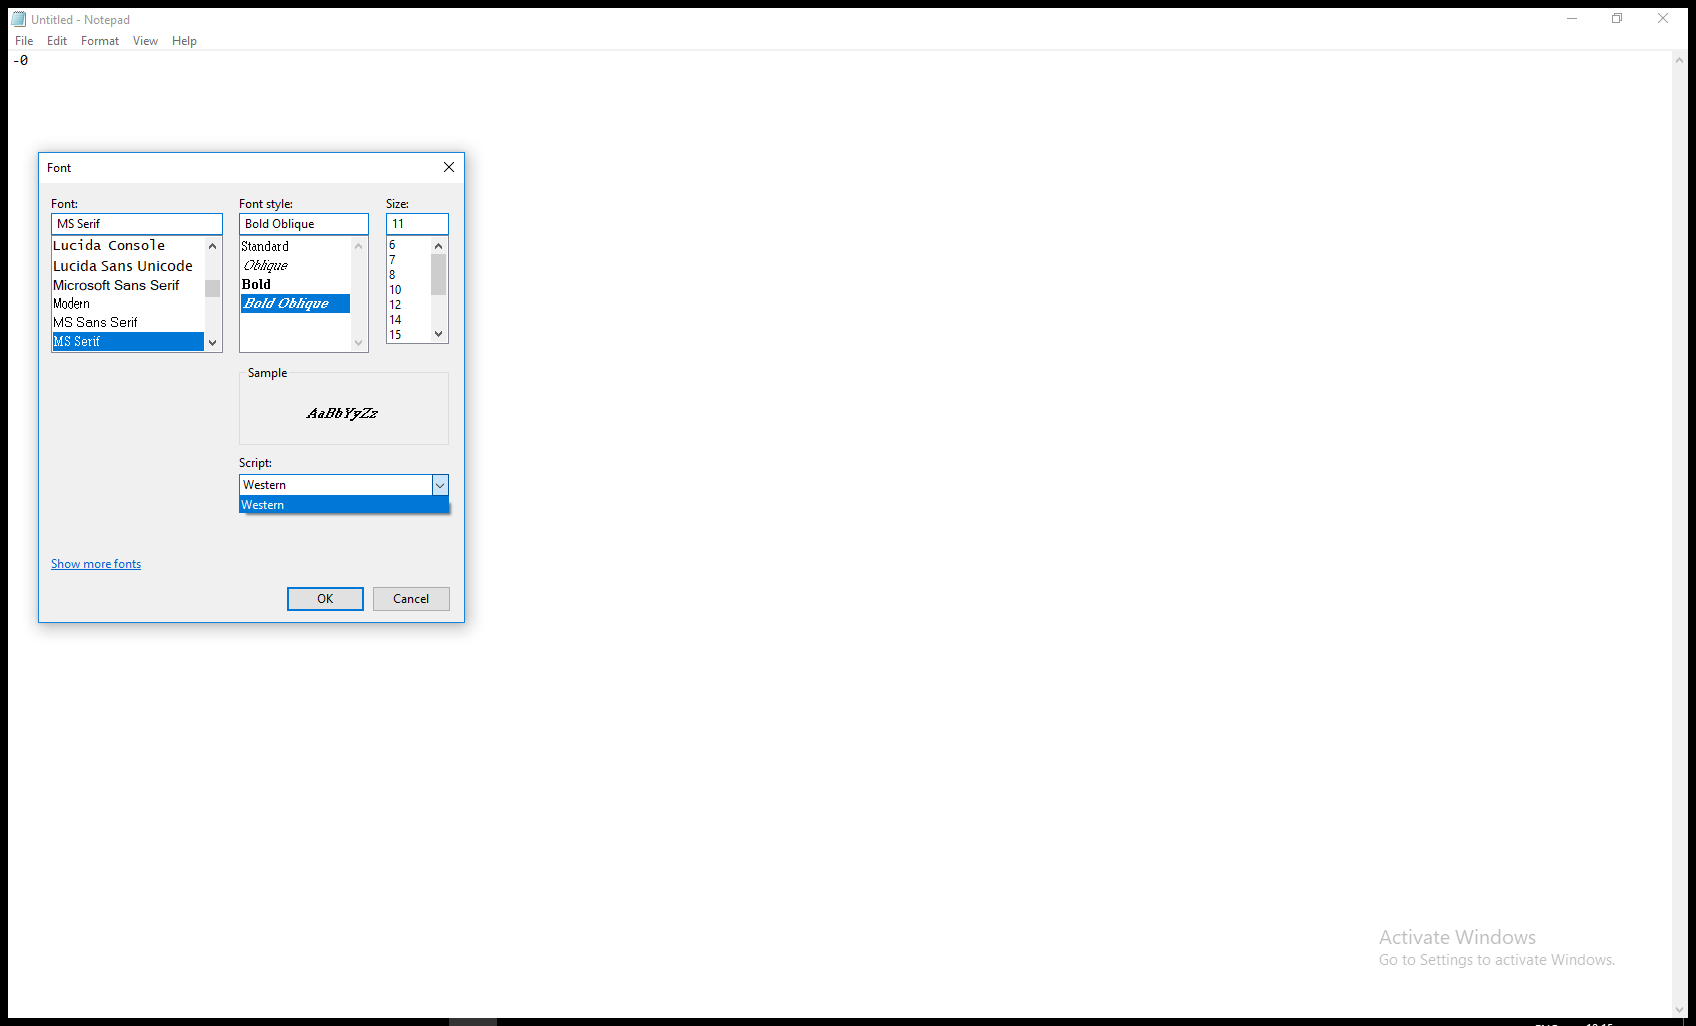 Untitled - Notepad
File Edit Format View Help
-0
Font
Font: Font style: Size:
MS Serif Bold Oblique 11
Lucida Console
Lucida Sans Unicode
Microsoft Sans Serif
Modern
MS Sans Serif
MS Serif
Standard
Oblique
Bold
Bold Oblique
6
7
8
10
12
14
15
Sample
AaBbYyZz
Script:
Western
Western
Show more fonts
OK Cancel
Activate Windows
Go to Settings to activate Windows.